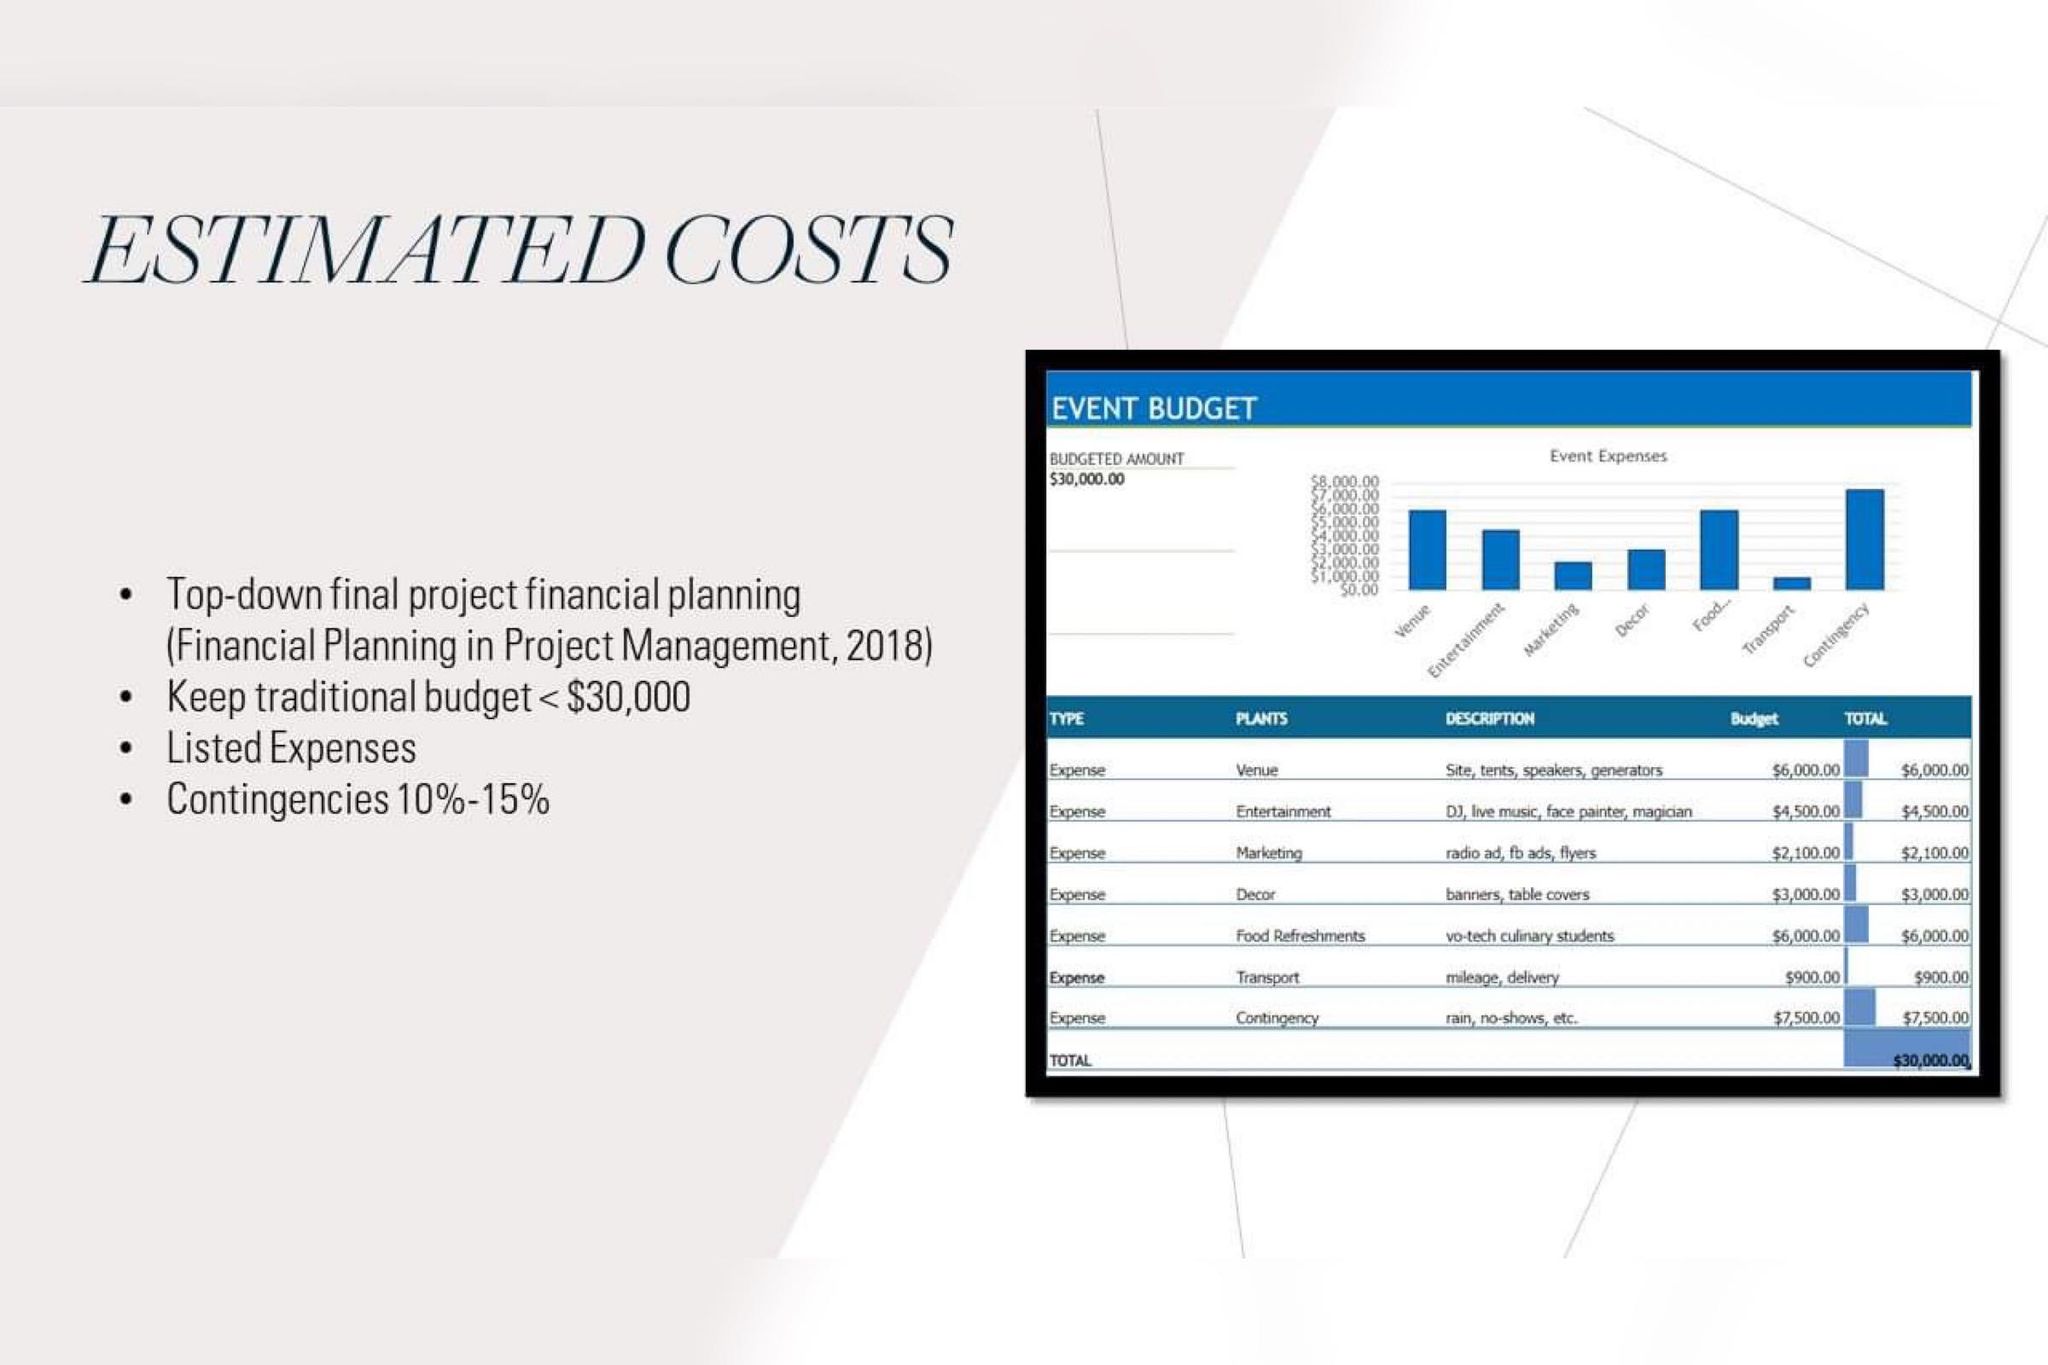 ESTIMATED COSTS
• Top-down final project financial planning
(Financial Planning in Project Management, 2018)
• Keep traditional budget < $30,000
• Listed Expenses
• Contingencies 10%-15%
EVENT BUDGET
BUDGETED AMOUNT
$30,000.00
Event Expenses
$8,000.00
$7,000.00
$6,000.00
$5,000.00
$4,000.00
$3,000.00
$2,000.00
$1,000.00
$0.00
Venue
Entertainment
Marketing
Decor
Food...
Transport
Contingency
TYPE PLANTS DESCRIPTION Budget TOTAL
Expense Venue Site, tents, speakers, generators $6,000.00 $6,000.00
Expense Entertainment DJ, live music, face painter, magician $4,500.00 $4,500.00
Expense Marketing radio ad, fb ads, flyers $2,100.00 $2,100.00
Expense Decor banners, table covers $3,000.00 $3,000.00
Expense Food Refreshments vo-tech culinary students $6,000.00 $6,000.00
Expense Transport mileage, delivery $900.00 $900.00
Expense Contingency rain, no-shows, etc. $7,500.00 $7,500.00
TOTAL $30,000.00